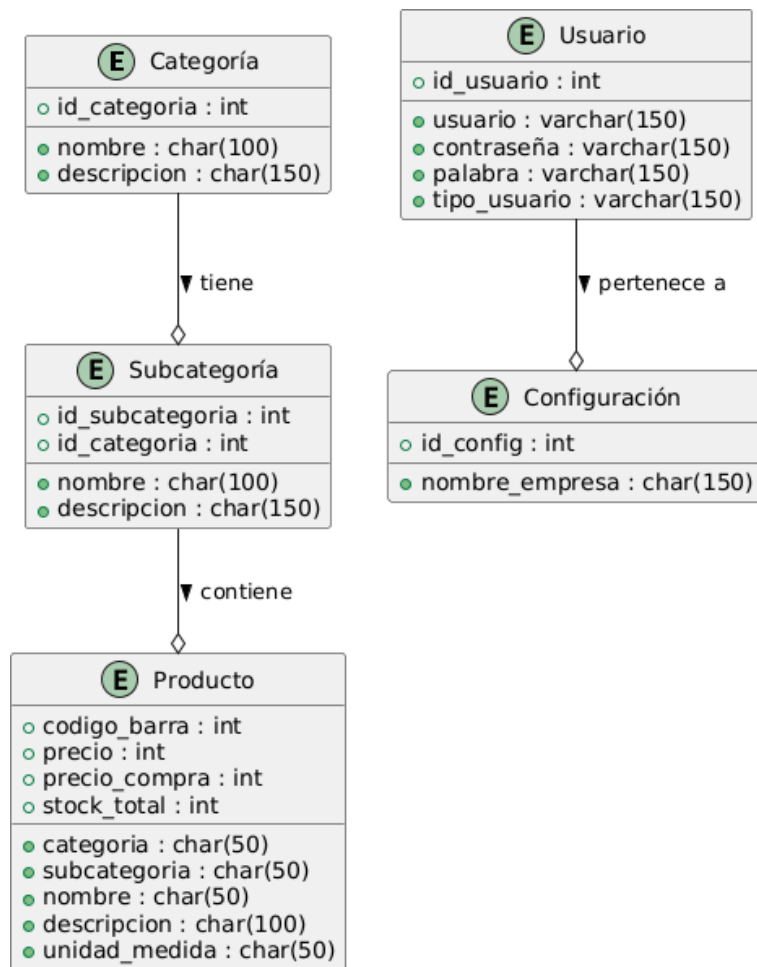 E Categoría
id_categoria : int
nombre : char(100)
descripcion : char(150)
tiene
E Subcategoría
id_subcategoria : int
id_categoria : int
nombre : char(100)
descripcion : char(150)
contiene
E Producto
codigo_barra : int
precio : int
precio_compra : int
stock_total : int
categoria : char(50)
subcategoria : char(50)
nombre : char(50)
descripcion : char(100)
unidad_medida : char(50)
E Usuario
id_usuario : int
usuario : varchar(150)
contraseña : varchar(150)
palabra : varchar(150)
tipo_usuario : varchar(150)
pertenece a
E Configuración
id_config : int
nombre_empresa : char(150)